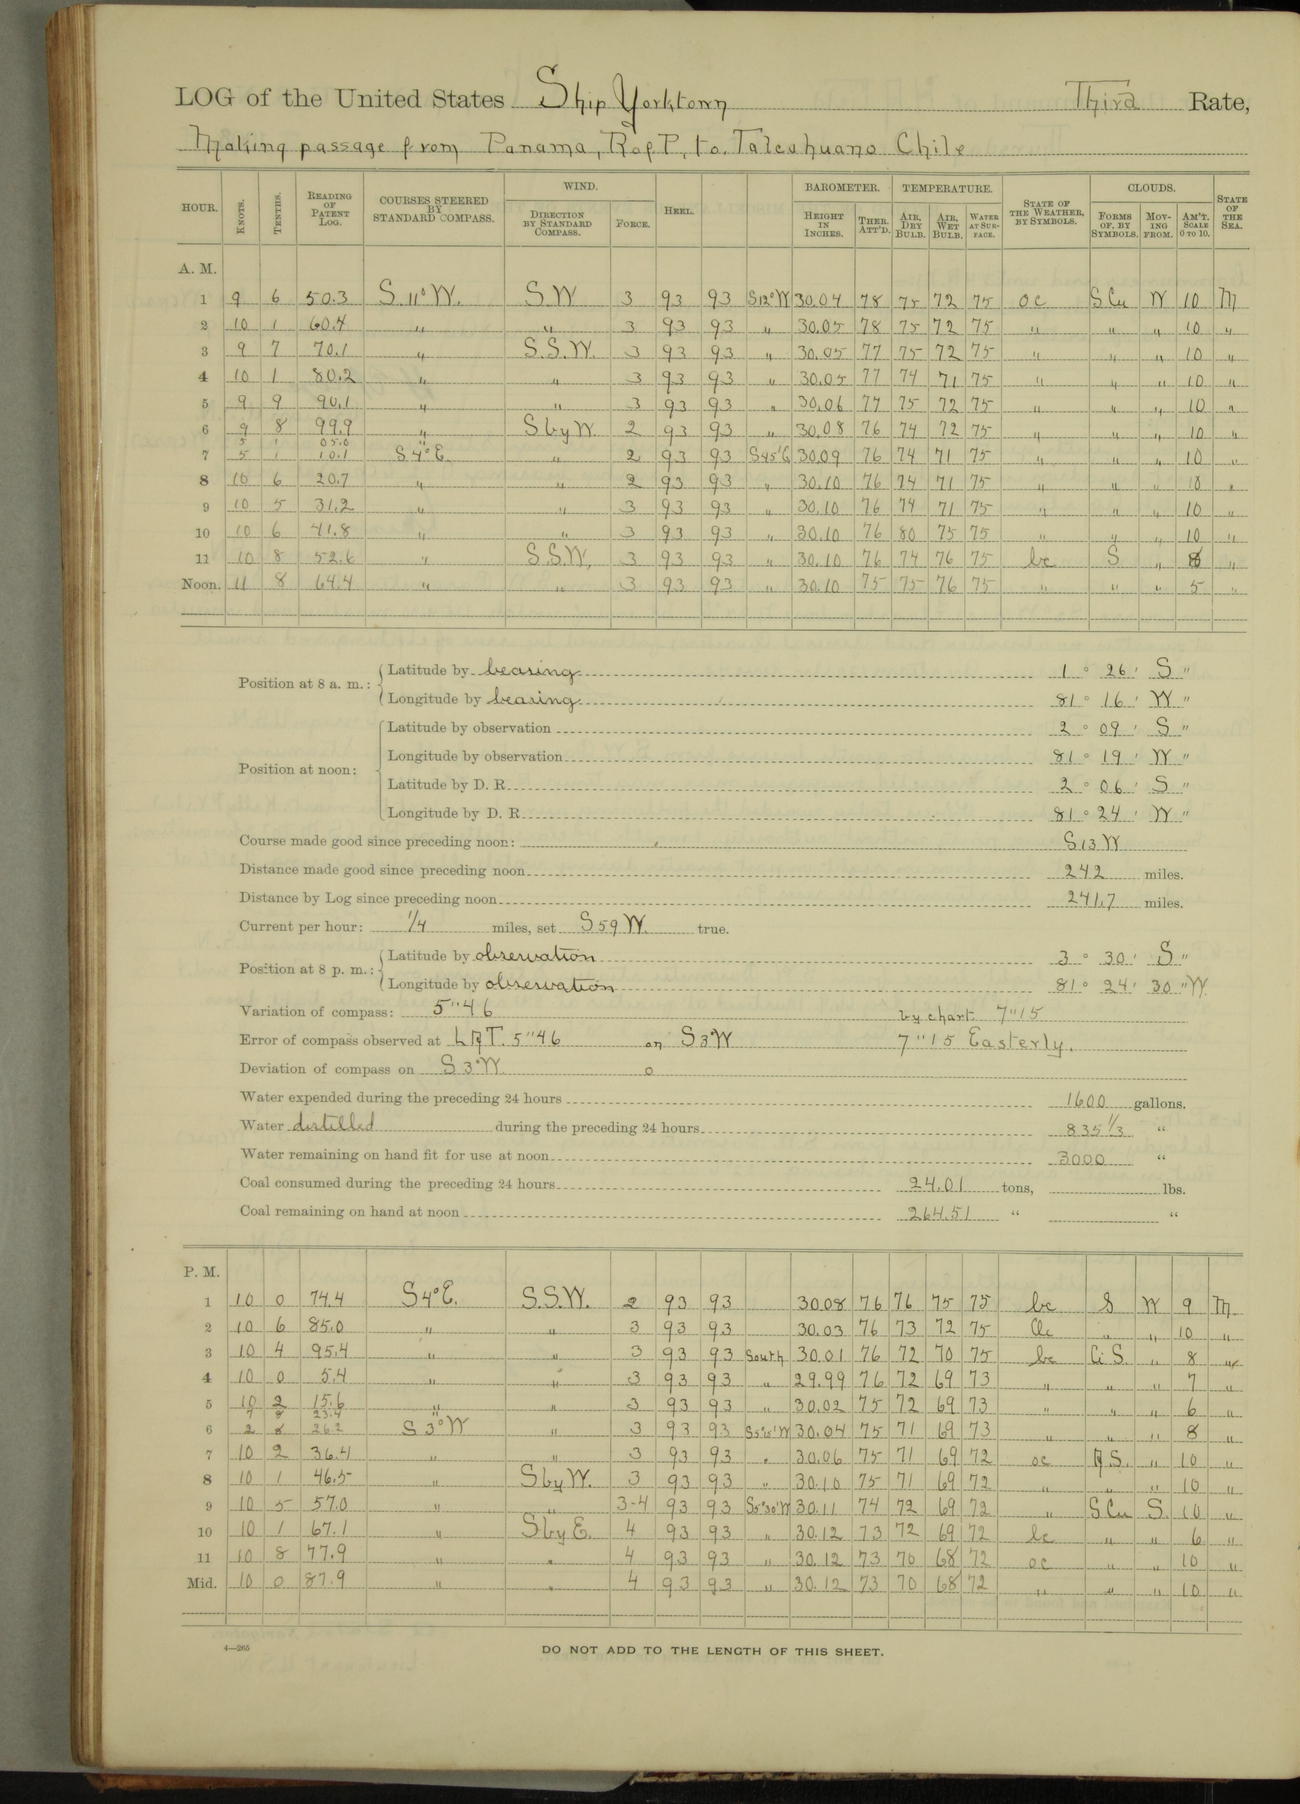 LOG of the United States Ship Yorktown Third Rate,
Making passage from Panama, R of P, to Talcahuano Chile
HOUR. KNOTS. TENTHS. READING OF PATENT LOG. COURSES STEERED BY STANDARD COMPASS. WIND. DIRECTION BY STANDARD COMPASS. FORCE. HEEL. BAROMETER. HEIGHT IN INCHES. THER. ATT'D. TEMPERATURE. AIR, DRY BULB. AIR, WET BULB. WATER AT SURFACE. STATE OF THE WEATHER, BY SYMBOLS. CLOUDS. FORMS OF, BY SYMBOLS. MOVING FROM. AM'T. SCALE 0 TO 10. STATE OF THE SEA.
A. M.
1 9 6 50.3 S 11° W. S W 3 93 93 S12°W 30.04 78 75 72 75 oc S Cu W 10 M
2 10 1 60.4 " " 3 93 93 " 30.05 78 75 72 75 " " " 10 "
3 9 7 70.1 " S.S.W. 3 93 93 " 30.05 77 75 72 75 " " " 10 "
4 10 1 80.2 " " 3 93 93 " 30.05 77 74 71 75 " " " 10 "
5 9 9 90.1 " " 3 93 93 " 30.06 77 75 72 75 " " " 10 "
6 9 8 99.9 " S by W. 2 93 93 " 30.08 76 74 72 75 " " " 10 "
5 1 05.0 "
7 5 1 10.1 S 4° E " 2 93 93 30.09 76 74 71 75 " " " 10 "
8 10 6 20.7 " " 2 93 93 " 30.10 76 74 71 75 " " " 10 "
9 10 5 31.2 " " 3 93 93 " 30.10 76 74 71 75 " " " 10 "
10 10 6 41.8 " " 3 93 93 " 30.10 76 80 75 75 " " " 10 "
11 10 8 52.6 " S.S.W. 3 93 93 " 30.10 76 74 76 75 bc S " 8 "
Noon. 11 8 64.4 " " 3 93 93 " 30.10 75 75 76 75 " " " 5 "
Position at 8 a. m.: Latitude by bearing 1 ° 26 ' S "
Longitude by bearing 81 ° 16 ' W "
Position at noon: Latitude by observation 2 ° 09 ' S "
Longitude by observation 81 ° 19 ' W "
Latitude by D. R. 2 ° 06 ' S "
Longitude by D. R. 81 ° 24 ' W "
Course made good since preceding noon: S 13 W
Distance made good since preceding noon 242 miles.
Distance by Log since preceding noon 241.7 miles.
Current per hour: 1/4 miles, set S 59 W. true.
Position at 8 p. m.: Latitude by observation 3 ° 30 ' S "
Longitude by observation 81 ° 24 ' 30 " W
Variation of compass: 5"46 by chart 7"15
Error of compass observed at L.A.T. 5"46 on S 3°W 7"15 Easterly.
Deviation of compass on S 3°W. 0
Water expended during the preceding 24 hours 1600 gallons.
Water distilled during the preceding 24 hours 835 1/3 "
Water remaining on hand fit for use at noon 3000 "
Coal consumed during the preceding 24 hours 24.01 tons, lbs.
Coal remaining on hand at noon 264.51 " "
P. M.
1 10 0 74.4 S 4° E. S.S.W. 2 93 93 30.08 76 76 75 75 bc S W 9 M
2 10 6 85.0 " " 3 93 93 30.03 76 73 72 75 Oc " " 10 "
3 10 4 95.4 " " 3 93 93 South 30.01 76 72 70 75 bc Ci S. " 8 "
4 10 0 5.4 " " 3 93 93 " 29.99 76 72 69 73 " " " 7 "
5 10 2 15.6 " " 3 93 93 " 30.02 75 72 69 73 " " " 6 "
7 8 23.4 "
6 2 8 26.2 S 3° W " 3 93 93 30.04 75 71 69 73 " " " 8 "
7 10 2 36.4 " " 3 93 93 " 30.06 75 71 69 72 oc A S. " 10 "
8 10 1 46.5 " S by W. 3 93 93 30.10 75 71 69 72 " " " 10 "
9 10 5 57.0 " " 3-4 93 93 S5°30'W 30.11 74 72 69 72 " S Cu S. 10 "
10 10 1 67.1 " S by E. 4 93 93 " 30.12 73 72 69 72 bc " " 6 "
11 10 8 77.9 " " 4 93 93 " 30.12 73 70 68 72 oc " " 10 "
Mid. 10 0 87.9 " " 4 93 93 " 30.12 73 70 68 72 " " " 10 "
4—265 DO NOT ADD TO THE LENGTH OF THIS SHEET.